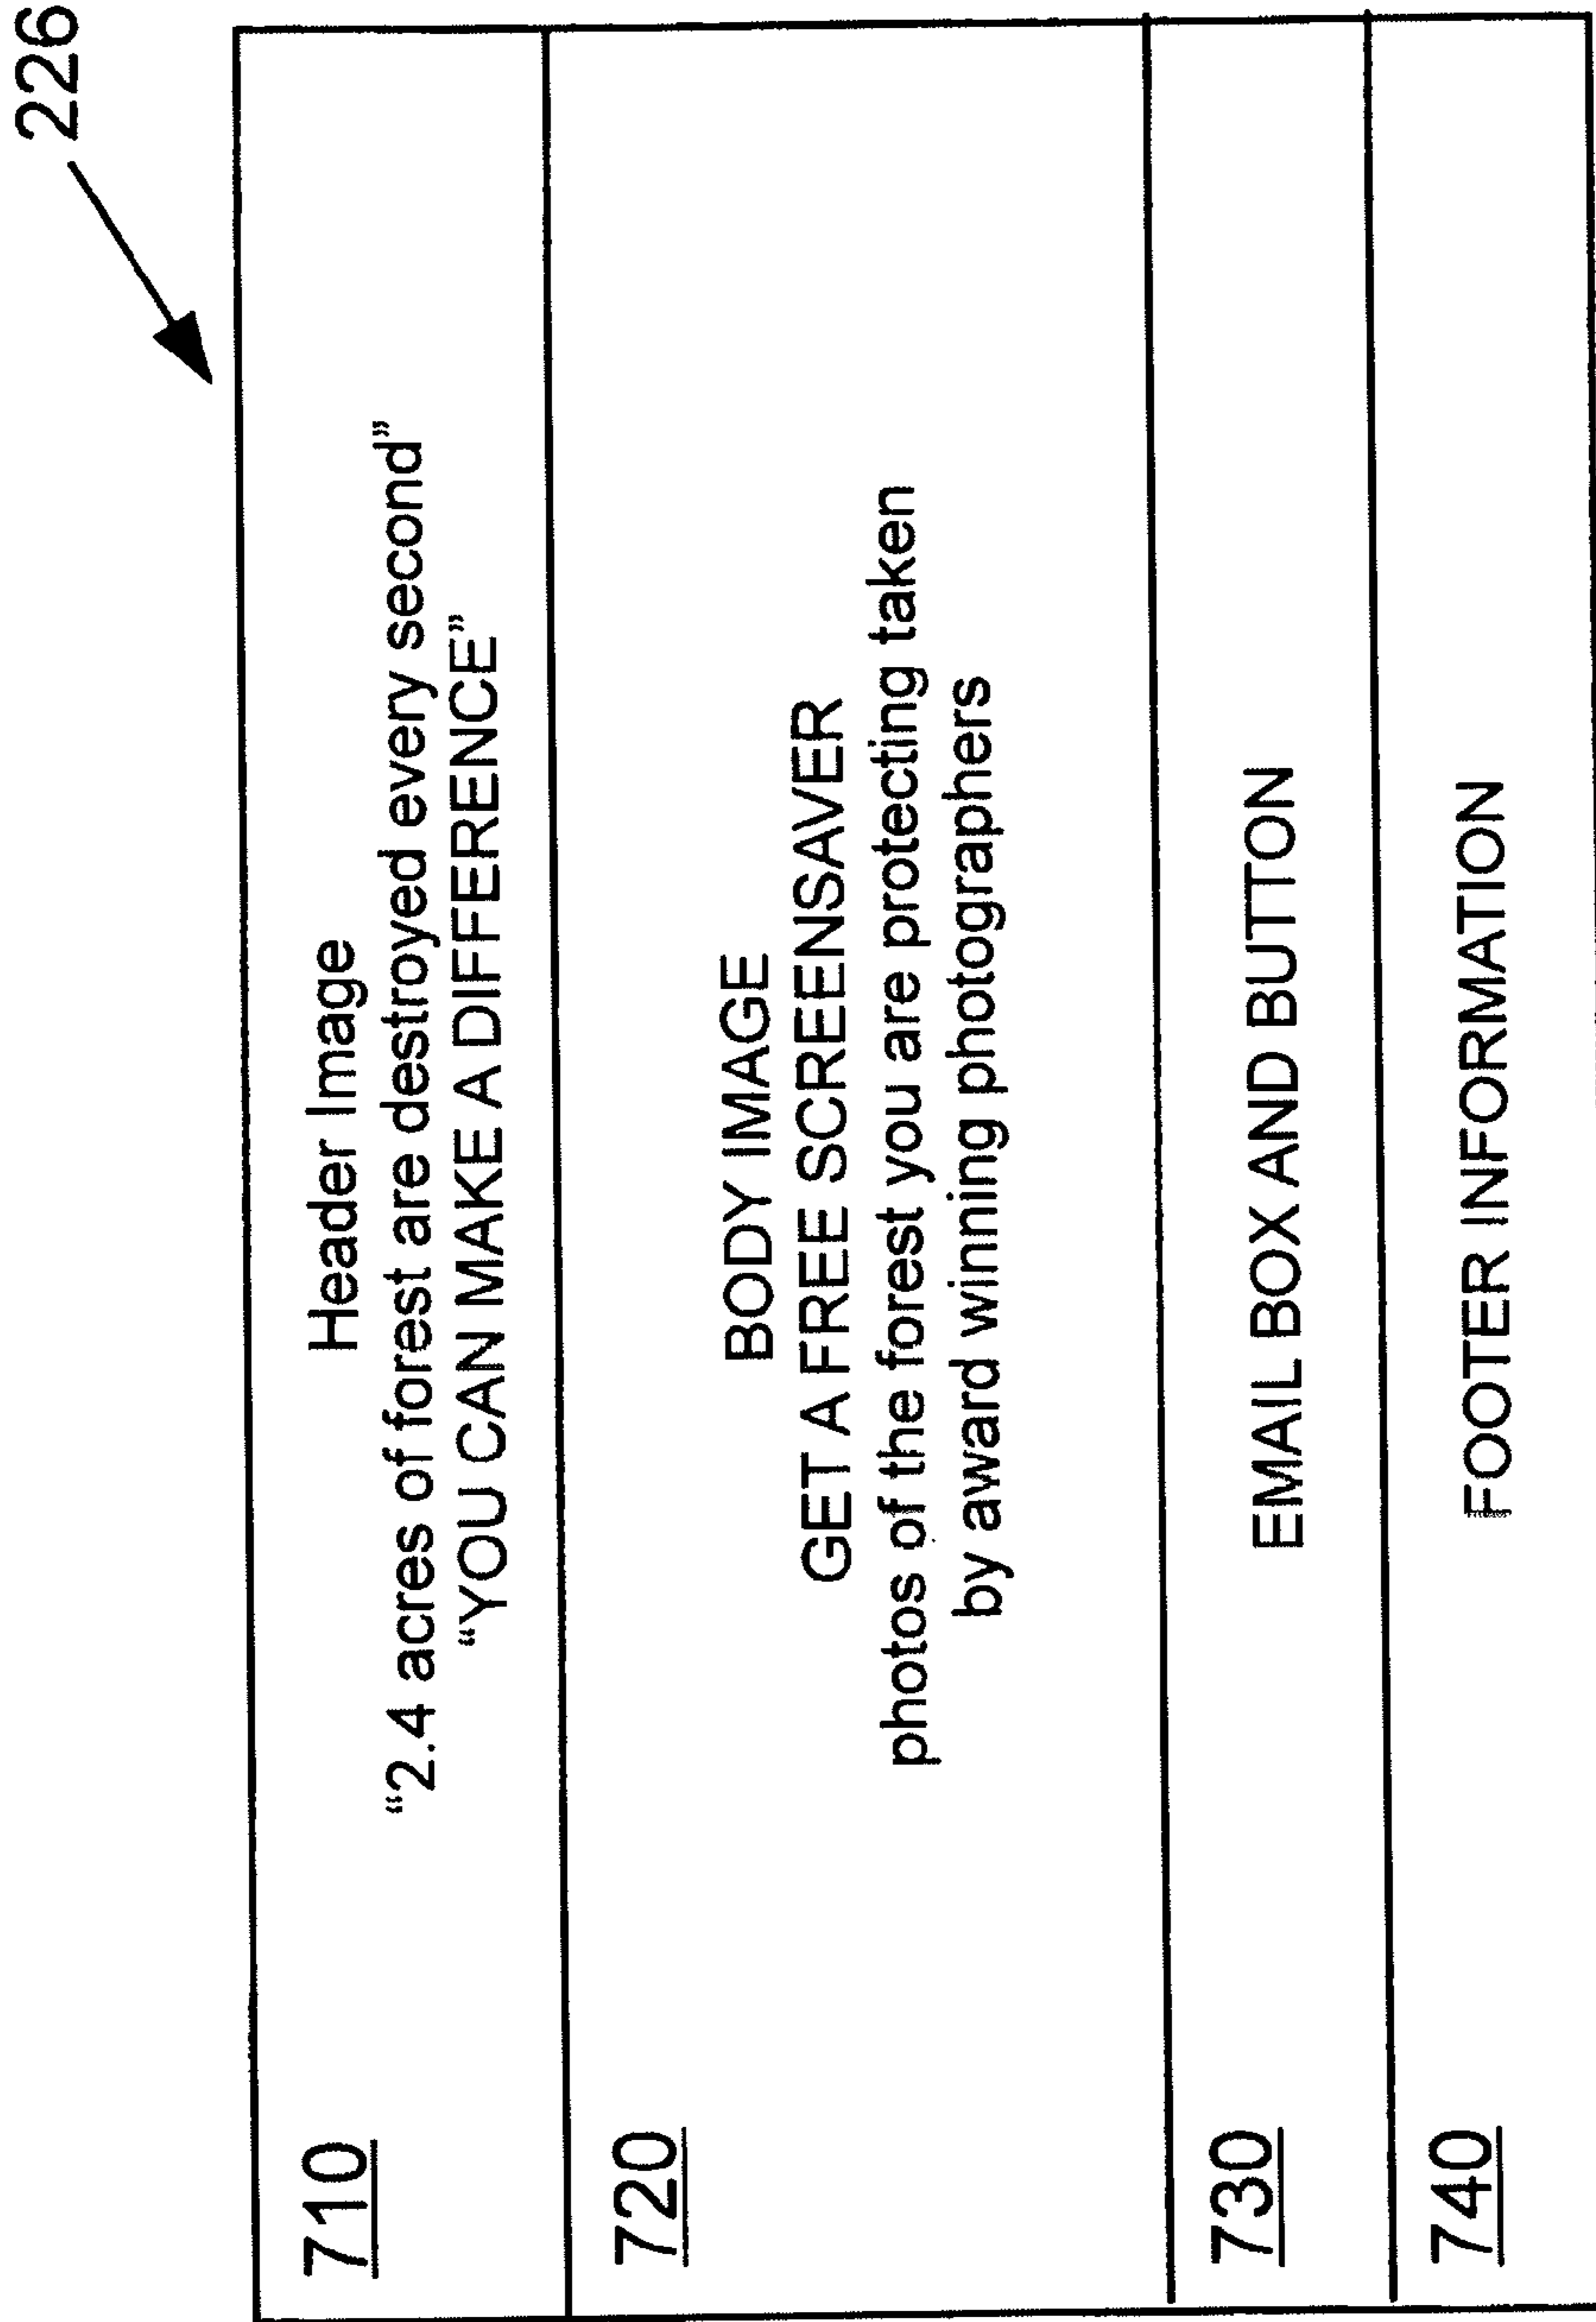 226
710
Header Image
“2.4 acres of forest are destroyed every second”
“YOU CAN MAKE A DIFFERENCE”
720
BODY IMAGE
GET A FREE SCREENSAVER
photos of the forest you are protecting taken
by award winning photographers
730
EMAIL BOX AND BUTTON
740
FOOTER INFORMATION